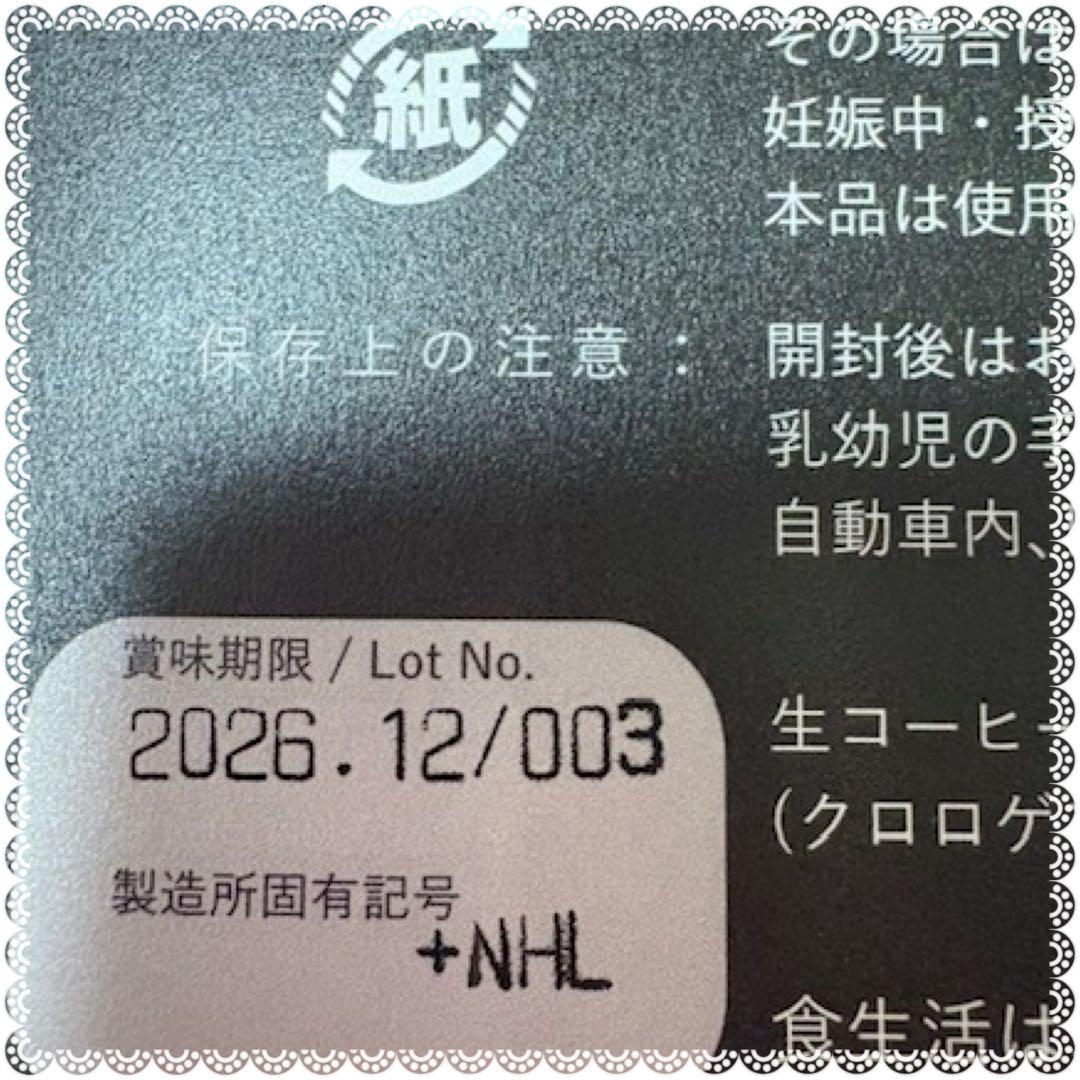 紙
その場合は
妊娠中・授
本品は使用
保存上の注意：
開封後はお
乳幼児の手
自動車内、
賞味期限 / Lot No.
2026.12/003
製造所固有記号
+NHL
生コーヒー
(クロロゲ
食生活は